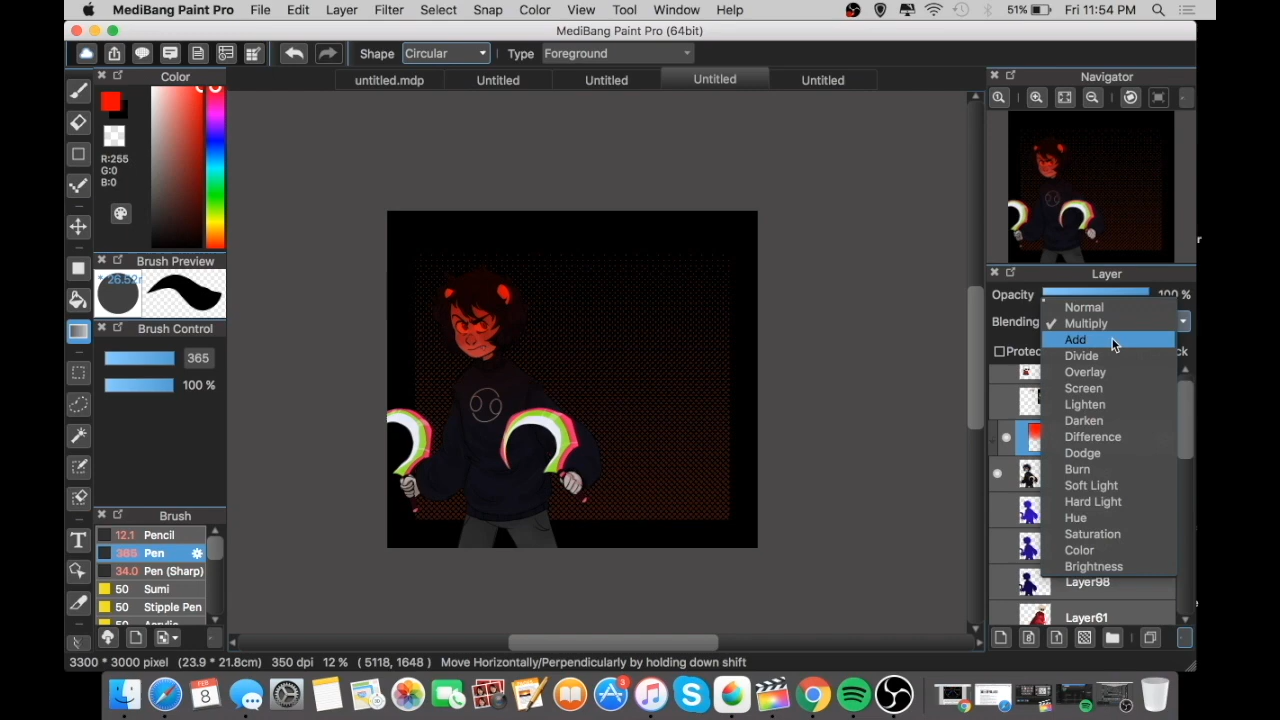 MediBang Paint Pro File Edit Layer Filter Select Snap Color View Tool Window Help 51% Fri 11:54 PM
MediBang Paint Pro (64bit)
Shape Circular Type Foreground
untitled.mdp Untitled Untitled Untitled Untitled
Color
R:255
G:0
B:0
Brush Preview
Brush Control
365
100 %
Brush
12.1 Pencil
365 Pen
34.0 Pen (Sharp)
50 Sumi
50 Stipple Pen
Navigator
Layer
Opacity 100 %
Blending
Protec
ck
Normal
Multiply
Add
Divide
Overlay
Screen
Lighten
Darken
Difference
Dodge
Burn
Soft Light
Hard Light
Hue
Saturation
Color
Brightness
Layer98
Layer61
3300 * 3000 pixel (23.9 * 21.8cm) 350 dpi 12 % ( 5118, 1648 ) Move Horizontally/Perpendicularly by holding down shift
FEB
8
3